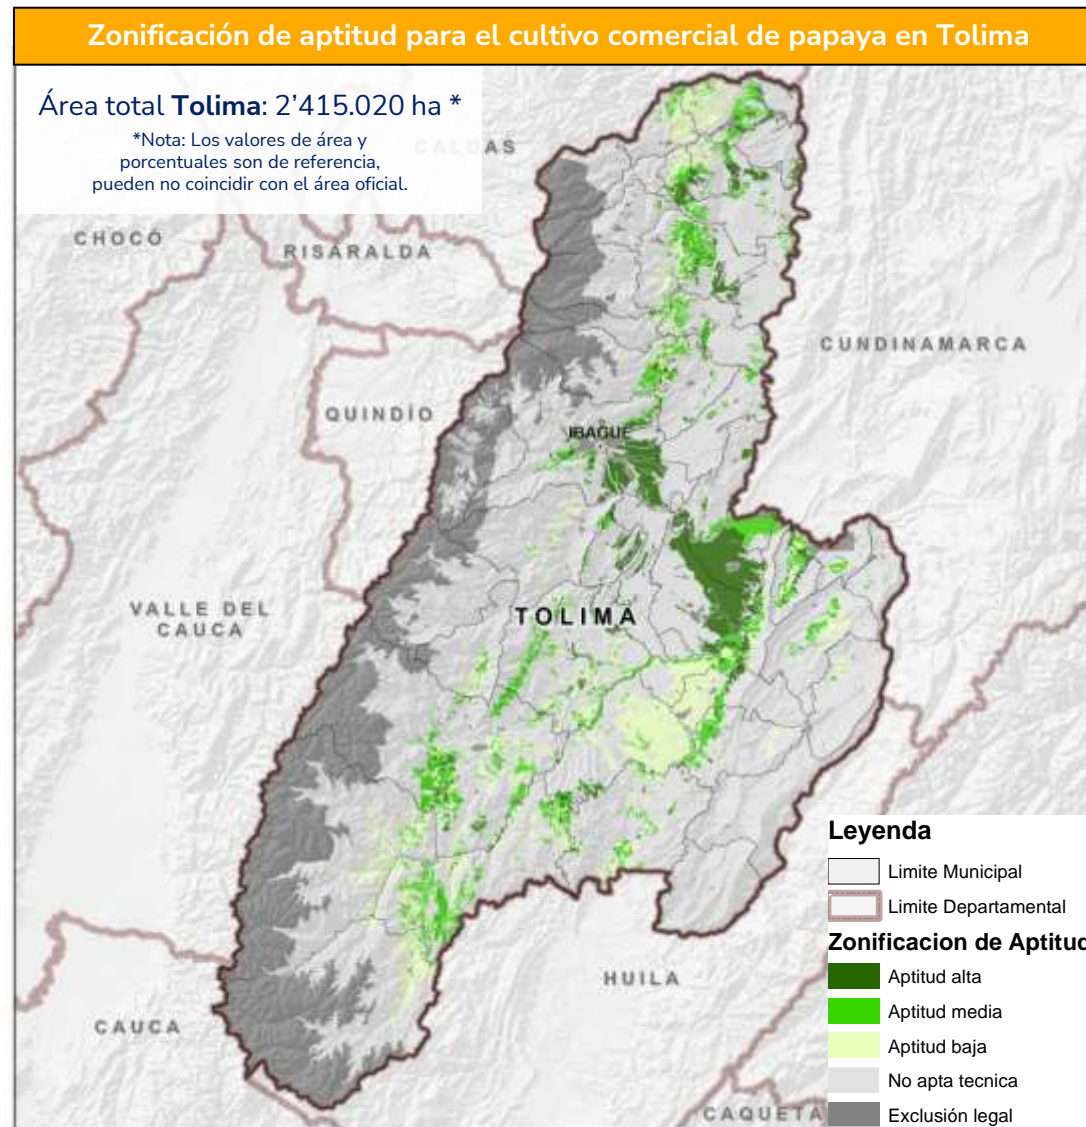 Zonificación de aptitud para el cultivo comercial de papaya en Tolima
Área total Tolima: 2’415.020 ha *
*Nota: Los valores de área y
porcentuales son de referencia,
pueden no coincidir con el área oficial.
CALDAS
CHOCÓ
RISARALDA
CUNDINAMARCA
QUINDÍO
IBAGUE
VALLE DEL
CAUCA
TOLIMA
HUILA
CAUCA
CAQUETA
Leyenda
Limite Municipal
Limite Departamental
Zonificacion de Aptitud
Aptitud alta
Aptitud media
Aptitud baja
No apta tecnica
Exclusión legal